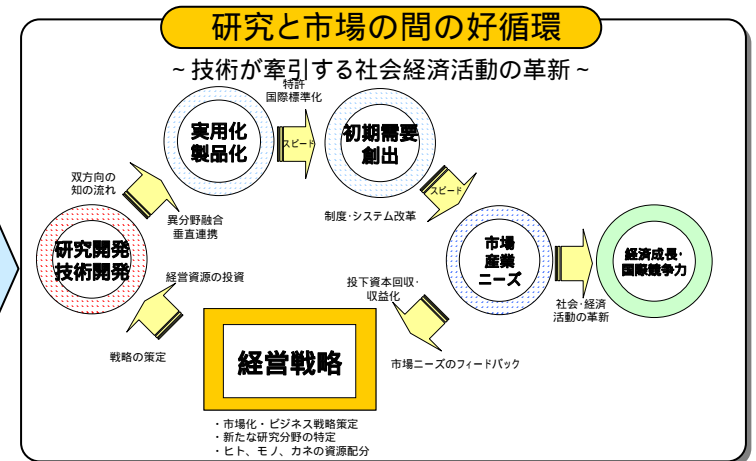 研究と市場の間の好循環
~ 技術が牽引する社会経済活動の革新 ~
特許
国際標準化
実用化
製品化
スピード
初期需要
創出
双方向の
知の流れ
異分野融合
垂直連携
制度･システム改革
スピード
研究開発
技術開発
市場
産業
ニーズ
経済成長･
国際競争力
経営資源の投資
投下資本回収･
収益化
社会･経済
活動の革新
戦略の策定
経営戦略
市場ニーズのフィードバック
・市場化・ビジネス戦略策定
・新たな研究分野の特定
・ヒト、モノ、カネの資源配分